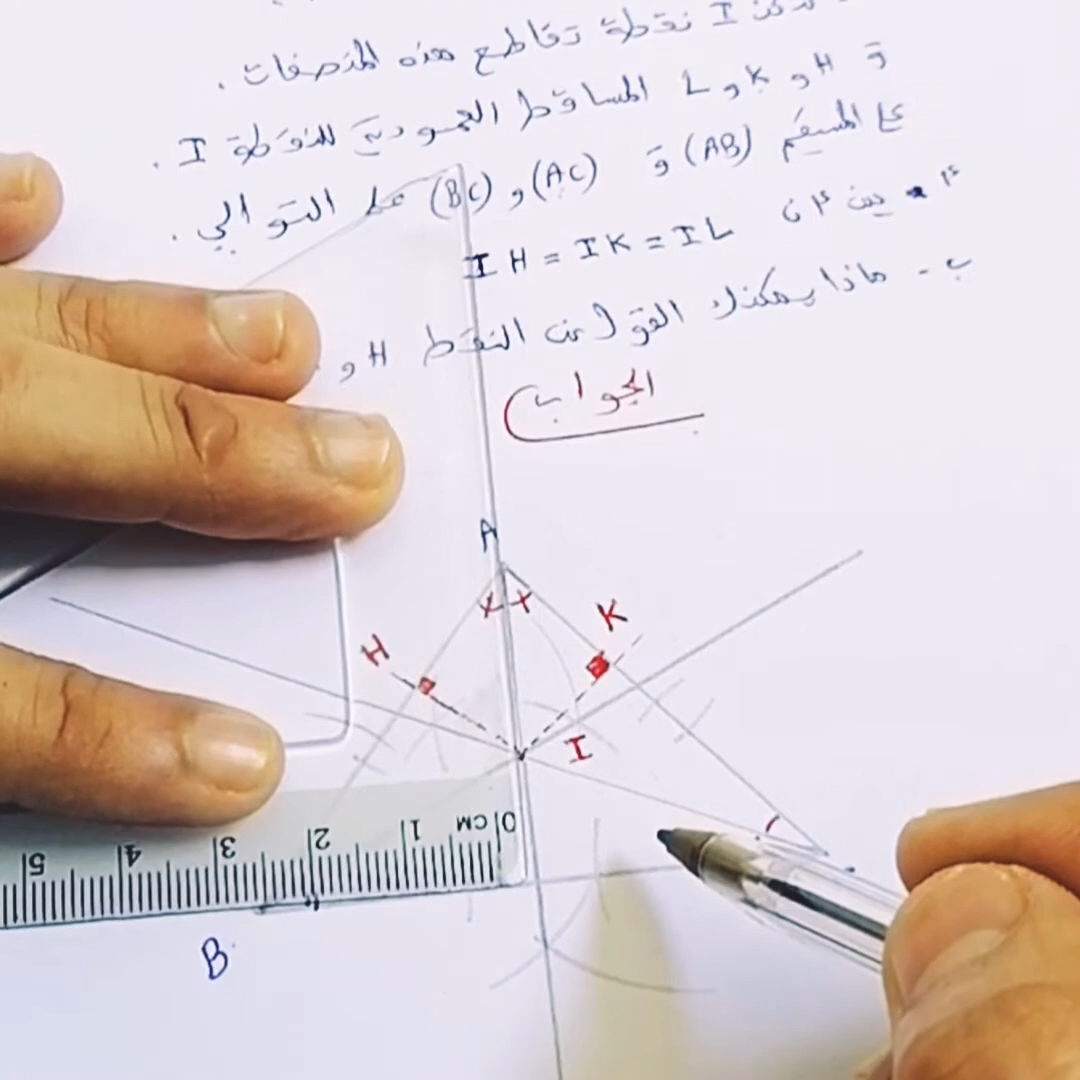 لتكن I نقطة تقاطع هذه المنصفات .
و H و K و L المساقط العمودية للنقطة I .
على المستقيم (AB) و (AC) و (BC) على التوالي .
أ - بين أن IH = IK = IL
ب - ماذا يمكنك القول عن النقط H و
الجواب
A
K
H
I
5 4 3 2 1 CM 0
B